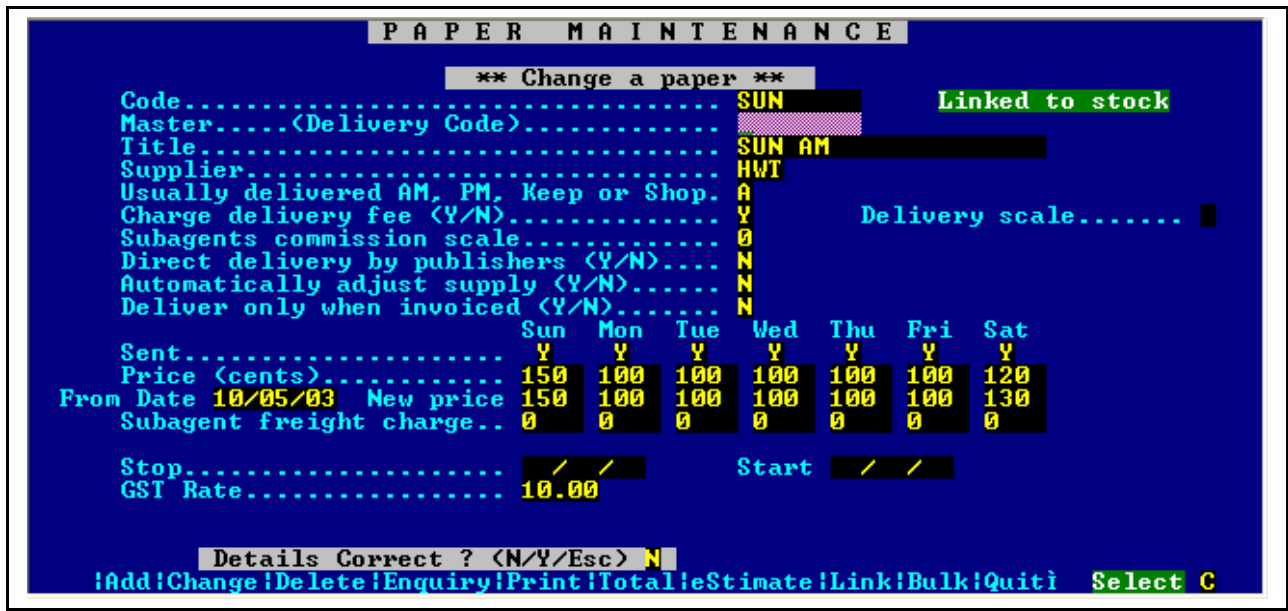 P A P E R   M A I N T E N A N C E
** Change a paper **
Code................................... SUN   Linked to stock
Master.....(Delivery Code)............. _
Title.................................. SUN AM
Supplier............................... HWT
Usually delivered AM, PM, Keep or Shop. A
Charge delivery fee (Y/N).............. Y   Delivery scale.......
Subagents commission scale............. 0
Direct delivery by publishers (Y/N).... N
Automatically adjust supply (Y/N)...... N
Deliver only when invoiced (Y/N)....... N
Sun Mon Tue Wed Thu Fri Sat
Sent..................... Y Y Y Y Y Y Y
Price (cents)............ 150 100 100 100 100 100 120
From Date 10/05/03 New price 150 100 100 100 100 100 130
Subagent freight charge.. 0 0 0 0 0 0 0
Stop..................... / / Start / /
GST Rate................. 10.00
Details Correct ? (N/Y/Esc) N
|Add|Change|Delete|Enquiry|Print|Total|eStimate|Link|Bulk|Quitì Select C